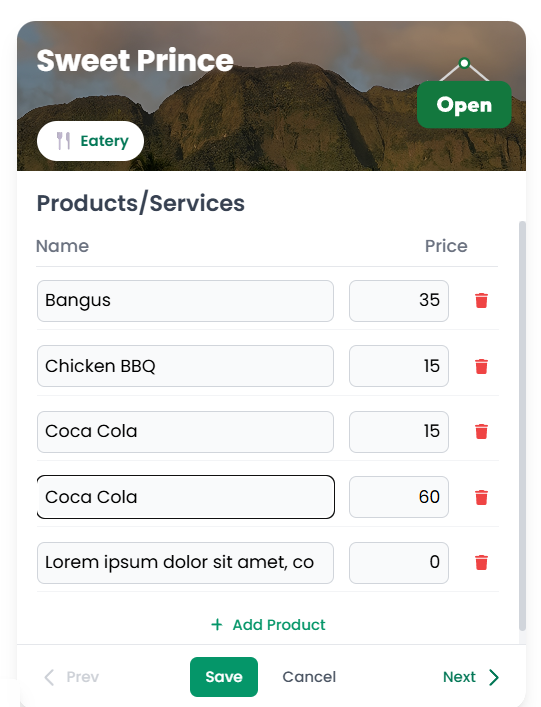 Sweet Prince
Open
Eatery
Products/Services
Name Price
Bangus 35
Chicken BBQ 15
Coca Cola 15
Coca Cola 60
Lorem ipsum dolor sit amet, co 0
+ Add Product
Prev Save Cancel Next